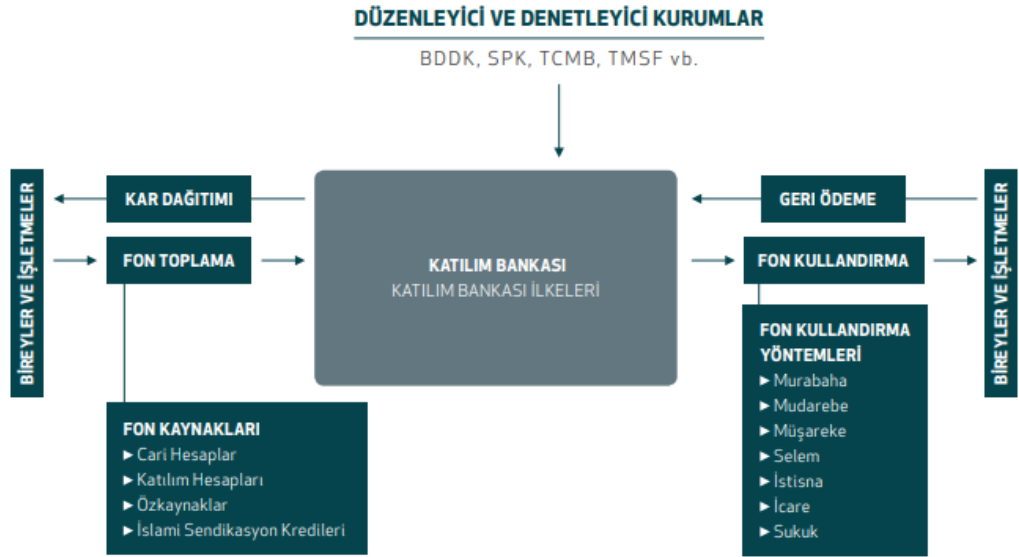 DÜZENLEYİCİ VE DENETLEYİCİ KURUMLAR
BDDK, SPK, TCMB, TMSF vb.
BİREYLER VE İŞLETMELER
KAR DAĞITIMI
FON TOPLAMA
FON KAYNAKLARI
► Cari Hesaplar
► Katılım Hesapları
► Özkaynaklar
► İslami Sendikasyon Kredileri
KATILIM BANKASI
KATILIM BANKASI İLKELERİ
GERI ÖDEME
FON KULLANDIRMA
FON KULLANDIRMA
YÖNTEMLERİ
► Murabaha
► Mudarebe
► Müşareke
► Selem
► İstisna
► İcare
► Sukuk
BİREYLER VE İŞLETMELER